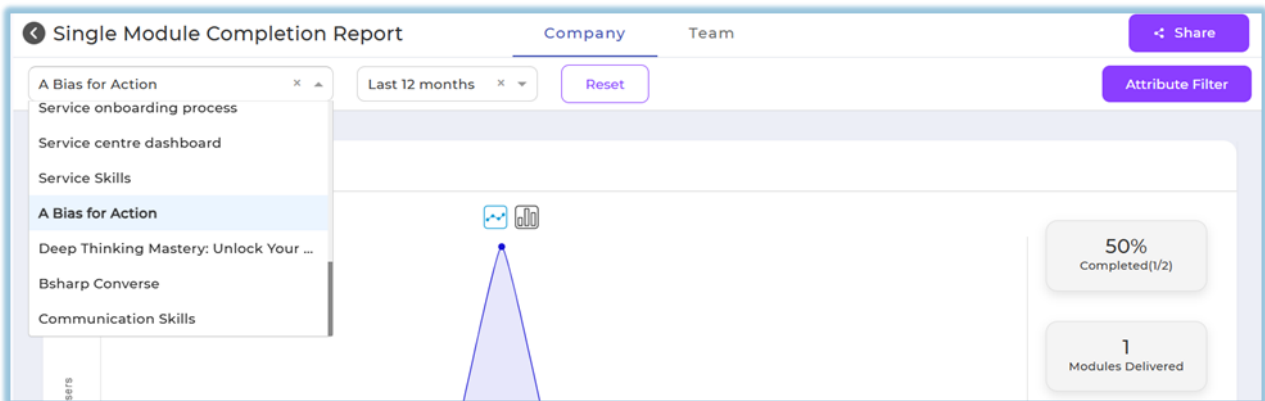 Single Module Completion Report
Company
Team
Share
A Bias for Action
Last 12 months
Reset
Attribute Filter
Service onboarding process
Service centre dashboard
Service Skills
A Bias for Action
Deep Thinking Mastery: Unlock Your ...
Bsharp Converse
Communication Skills
50%
Completed(1/2)
1
Modules Delivered